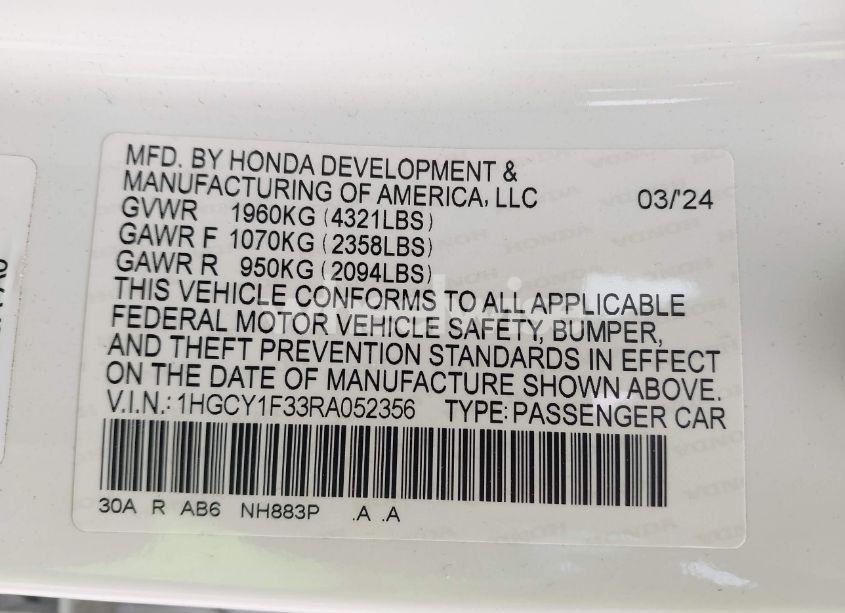 MFD. BY HONDA DEVELOPMENT &
MANUFACTURING OF AMERICA, LLC 03/'24
GVWR 1960KG (4321LBS)
GAWR F 1070KG (2358LBS)
GAWR R 950KG (2094LBS)
THIS VEHICLE CONFORMS TO ALL APPLICABLE
FEDERAL MOTOR VEHICLE SAFETY, BUMPER,
AND THEFT PREVENTION STANDARDS IN EFFECT
ON THE DATE OF MANUFACTURE SHOWN ABOVE.
V.I.N.: 1HGCY1F33RA052356 TYPE: PASSENGER CAR
30A R AB6 NH883P .A .A